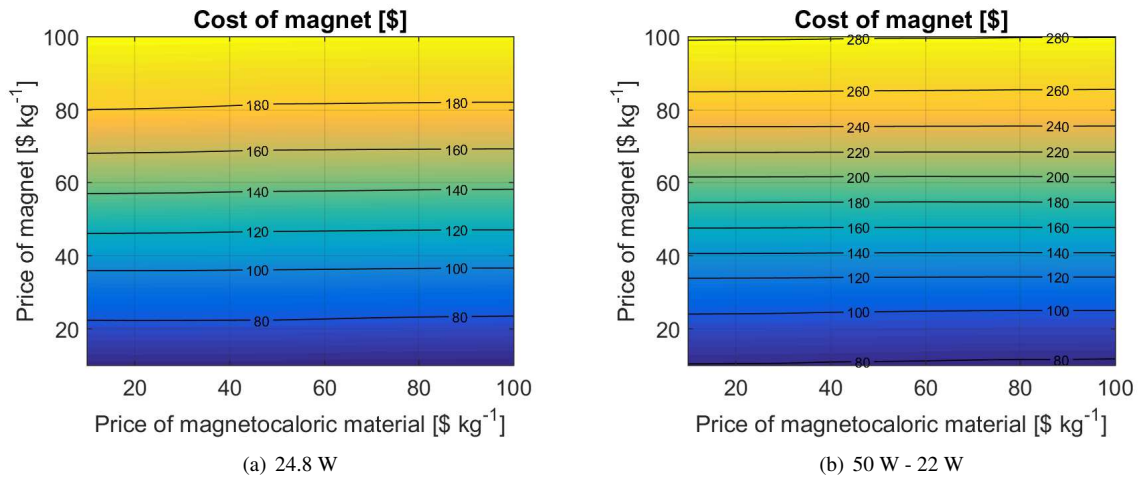 Cost of magnet [$]
Price of magnet [$ kg⁻¹]
100
80
60
40
20
180 180
160 160
140 140
120 120
100 100
80 80
20 40 60 80 100
Price of magnetocaloric material [$ kg⁻¹]
(a) 24.8 W
Cost of magnet [$]
Price of magnet [$ kg⁻¹]
100
80
60
40
20
280 280
260 260
240 240
220 220
200 200
180 180
160 160
140 140
120 120
100 100
80 80
20 40 60 80 100
Price of magnetocaloric material [$ kg⁻¹]
(b) 50 W - 22 W